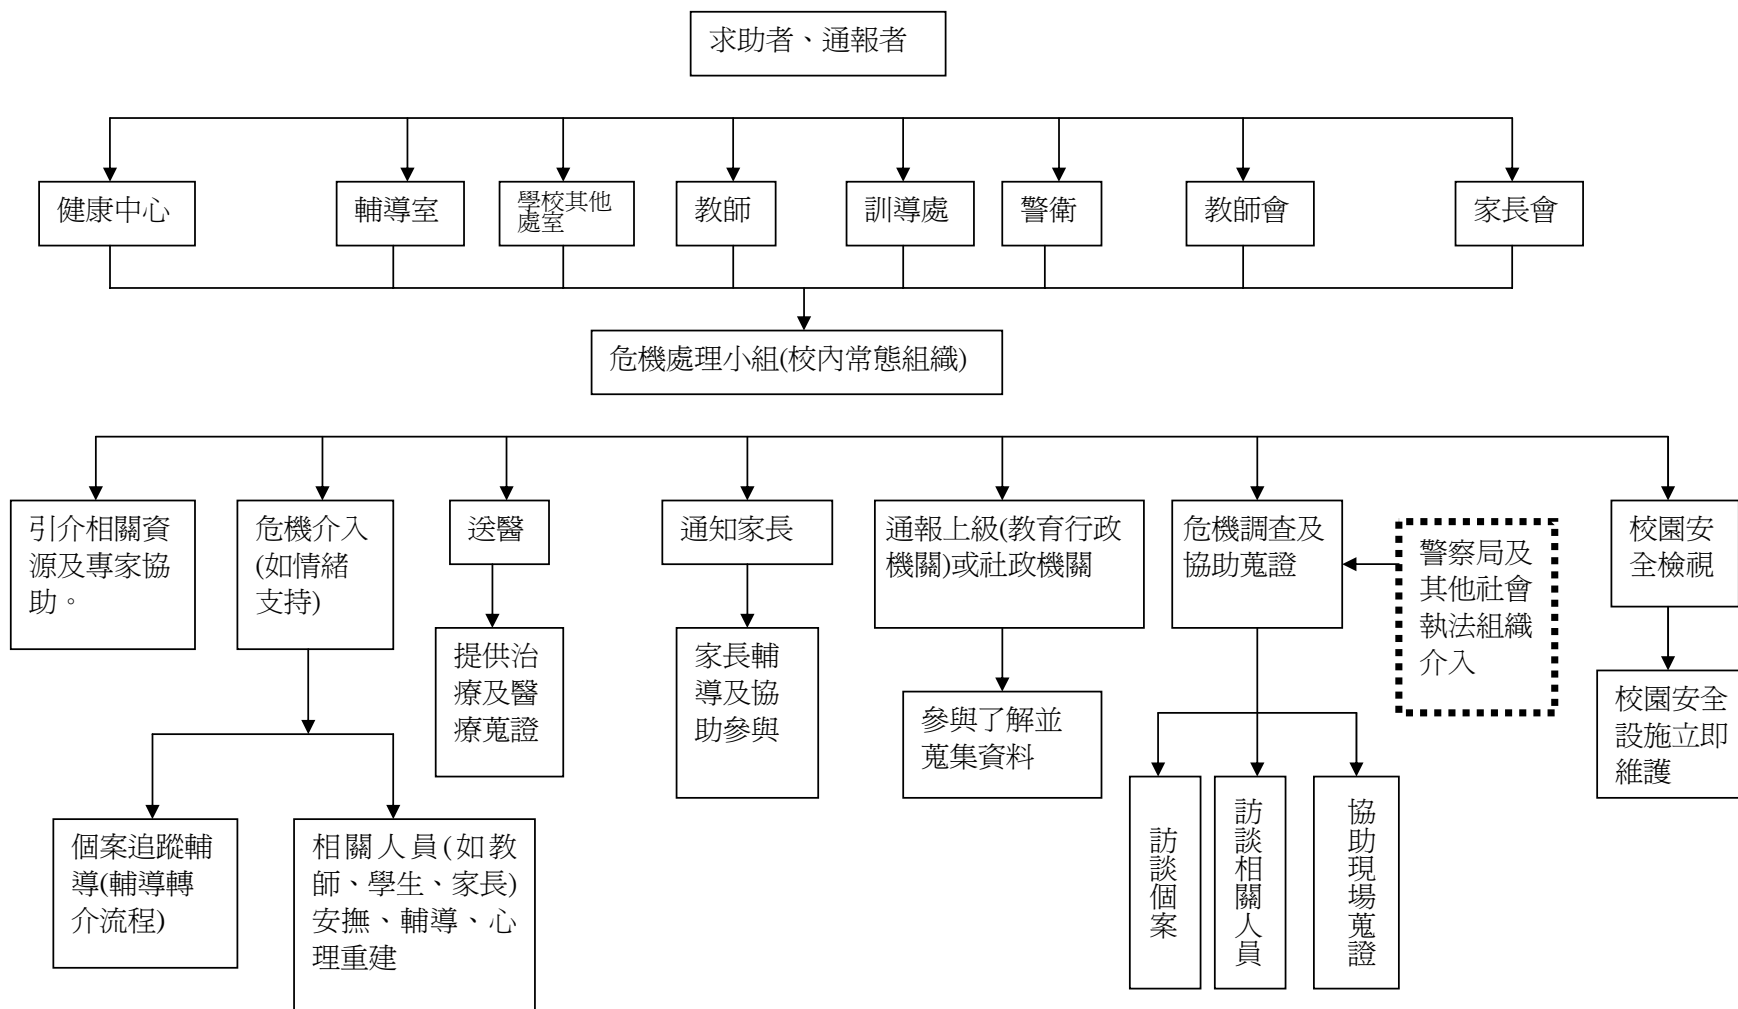 求助者、通報者
健康中心
輔導室
學校其他
處室
教師
訓導處
警衛
教師會
家長會
危機處理小組(校內常態組織)
引介相關資
源及專家協
助。
危機介入
(如情緒
支持)
送醫
通知家長
通報上級(教育行政
機關)或社政機關
危機調查及
協助蒐證
警察局及
其他社會
執法組織
介入
校園安
全檢視
提供治
療及醫
療蒐證
家長輔
導及協
助參與
參與了解並
蒐集資料
校園安全
設施立即
維護
個案追蹤輔
導(輔導轉
介流程)
相關人員(如教
師、學生、家長)
安撫、輔導、心
理重建
訪談個案
訪談相關人員
協助現場蒐證